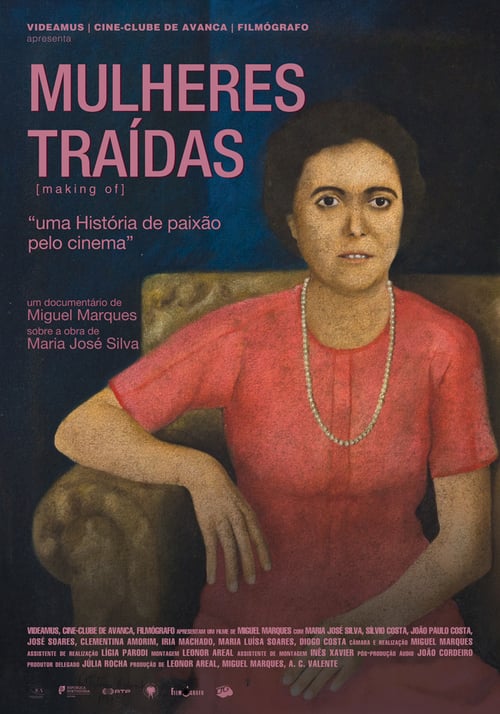 VIDEAMUS | CINE-CLUBE DE AVANCA | FILMÓGRAFO
apresenta
MULHERES
TRAÍDAS
[making of]
“uma História de paixão
pelo cinema”
um documentário de
Miguel Marques
sobre a obra de
Maria José Silva
VIDEAMUS, CINE-CLUBE DE AVANCA, FILMÓGRAFO APRESENTAM UM FILME DE MIGUEL MARQUES COM MARIA JOSÉ SILVA, SÍLVIO COSTA, JOÃO PAULO COSTA,
JOSÉ SOARES, CLEMENTINA AMORIM, IRIA MACHADO, MARIA LUÍSA SOARES, DIOGO COSTA CÂMARA E REALIZAÇÃO MIGUEL MARQUES
ASSISTENTE DE REALIZAÇÃO LÍGIA PARODI MONTAGEM LEONOR AREAL ASSISTENTE DE MONTAGEM INÊS XAVIER PÓS-PRODUÇÃO ÁUDIO JOÃO CORDEIRO
PRODUTOR DELEGADO JÚLIA ROCHA PRODUÇÃO DE LEONOR AREAL, MIGUEL MARQUES, A. C. VALENTE